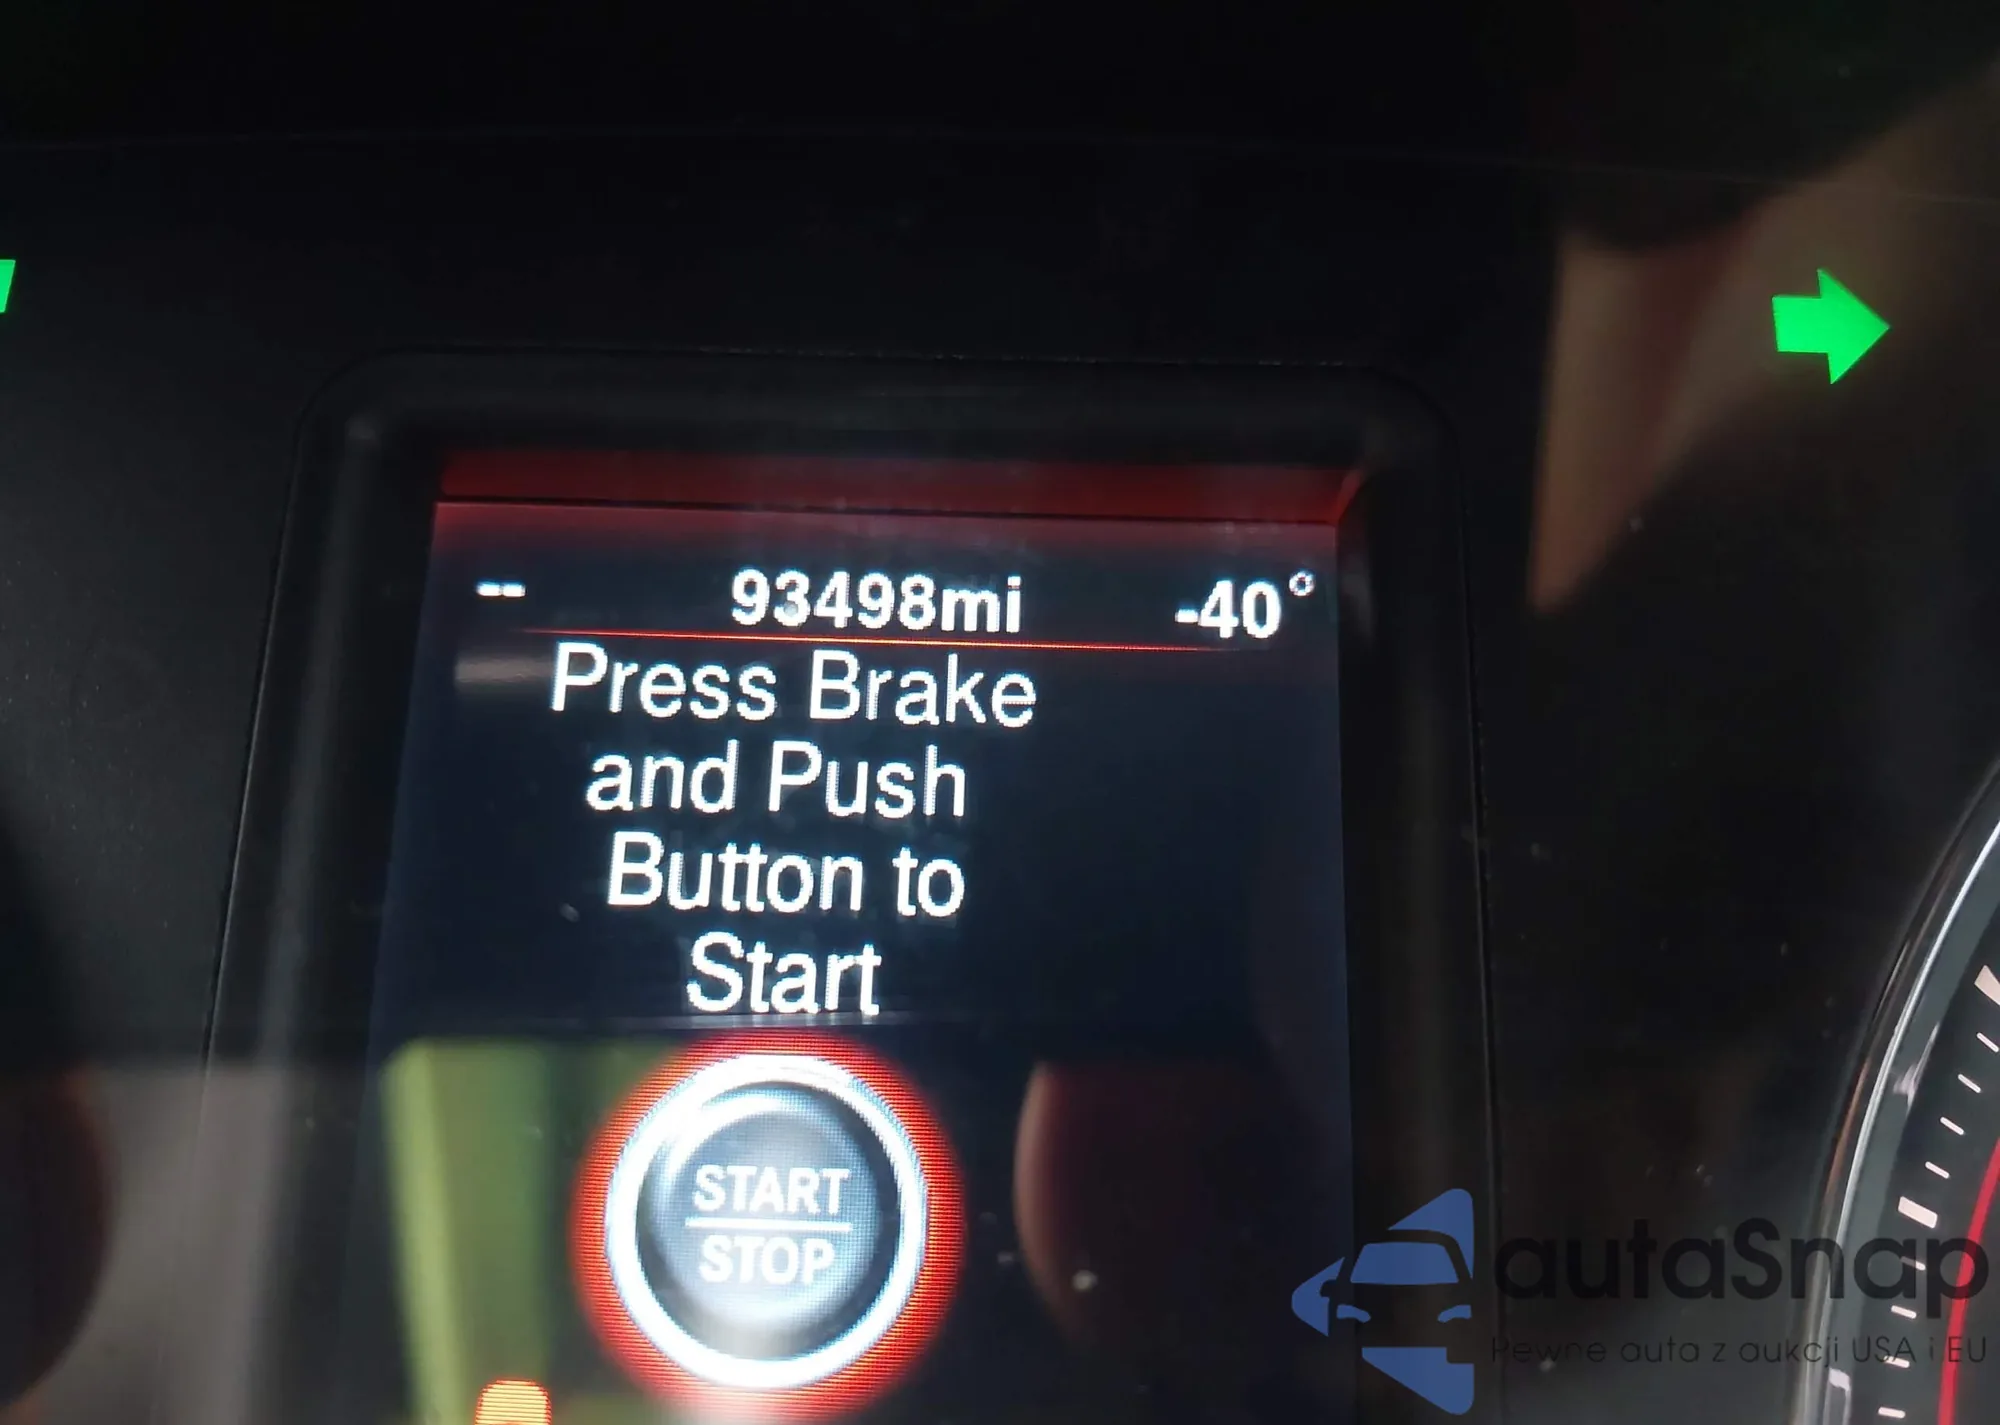 -- 93498mi -40°
Press Brake
and Push
Button to
Start
START
STOP
autaSnap
Pewne auta z aukcji USA i EU